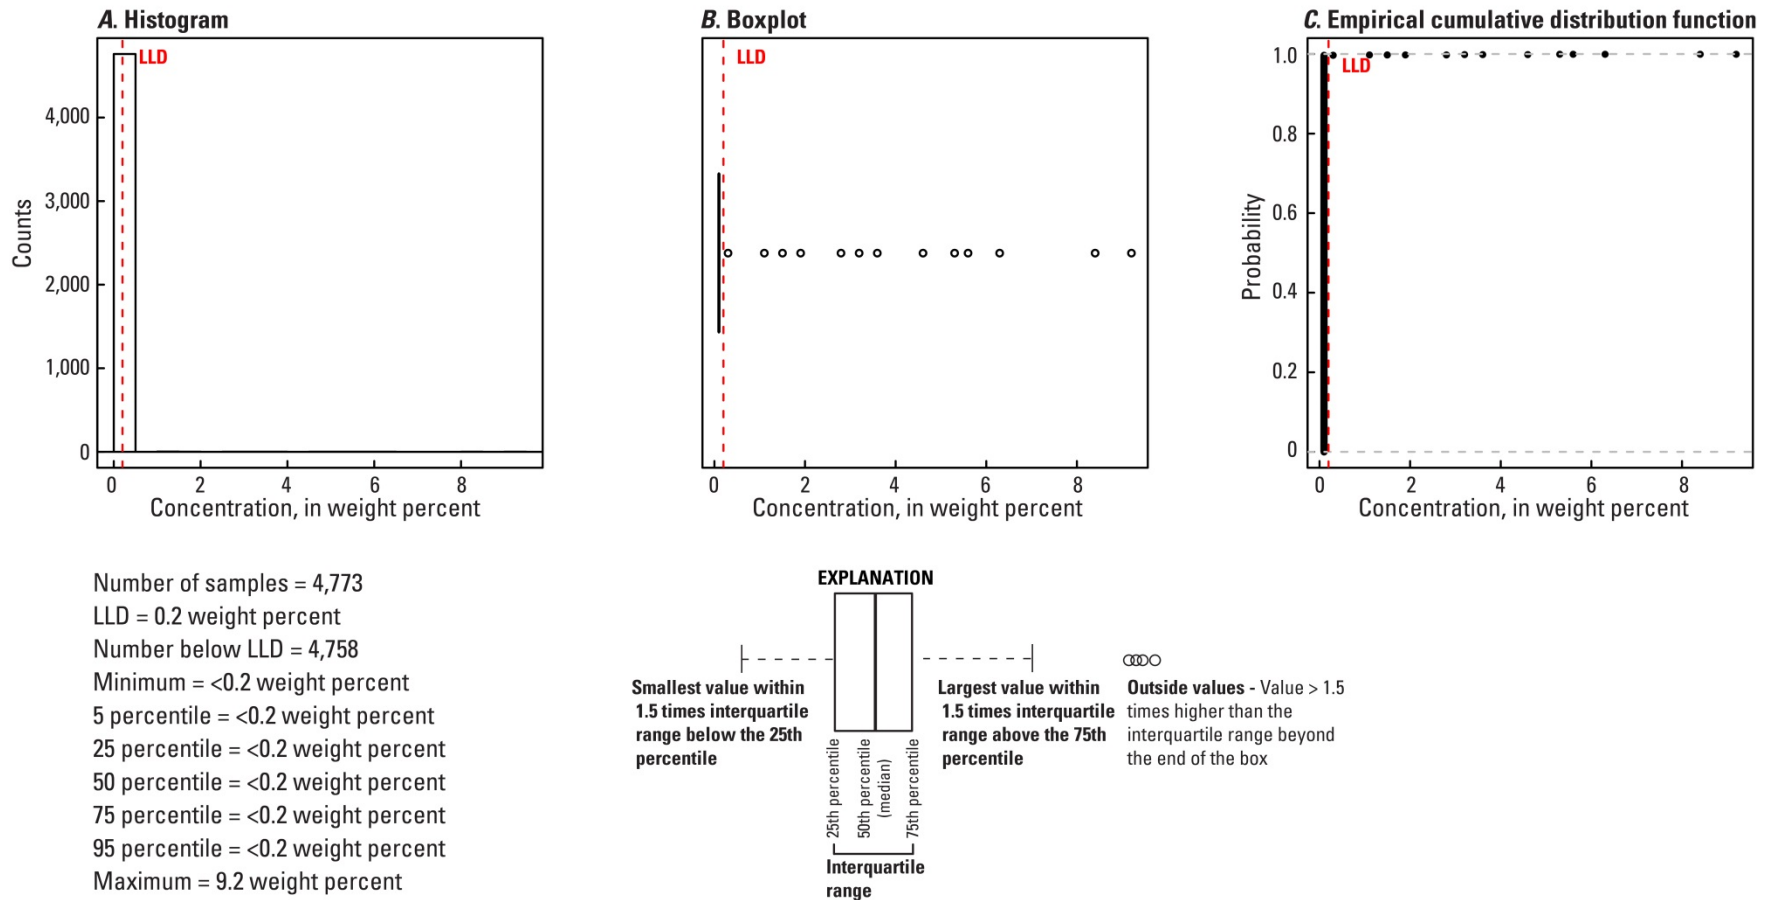 A. Histogram
LLD
4,000
3,000
2,000
1,000
0
Counts
0 2 4 6 8
Concentration, in weight percent
B. Boxplot
LLD
0 2 4 6 8
Concentration, in weight percent
C. Empirical cumulative distribution function
LLD
1.0
0.8
0.6
0.4
0.2
0
Probability
0 2 4 6 8
Concentration, in weight percent
Number of samples = 4,773
LLD = 0.2 weight percent
Number below LLD = 4,758
Minimum = <0.2 weight percent
5 percentile = <0.2 weight percent
25 percentile = <0.2 weight percent
50 percentile = <0.2 weight percent
75 percentile = <0.2 weight percent
95 percentile = <0.2 weight percent
Maximum = 9.2 weight percent
EXPLANATION
Smallest value within
1.5 times interquartile
range below the 25th
percentile
Largest value within
1.5 times interquartile
range above the 75th
percentile
Outside values - Value > 1.5
times higher than the
interquartile range beyond
the end of the box
25th percentile
50th percentile
(median)
75th percentile
Interquartile
range